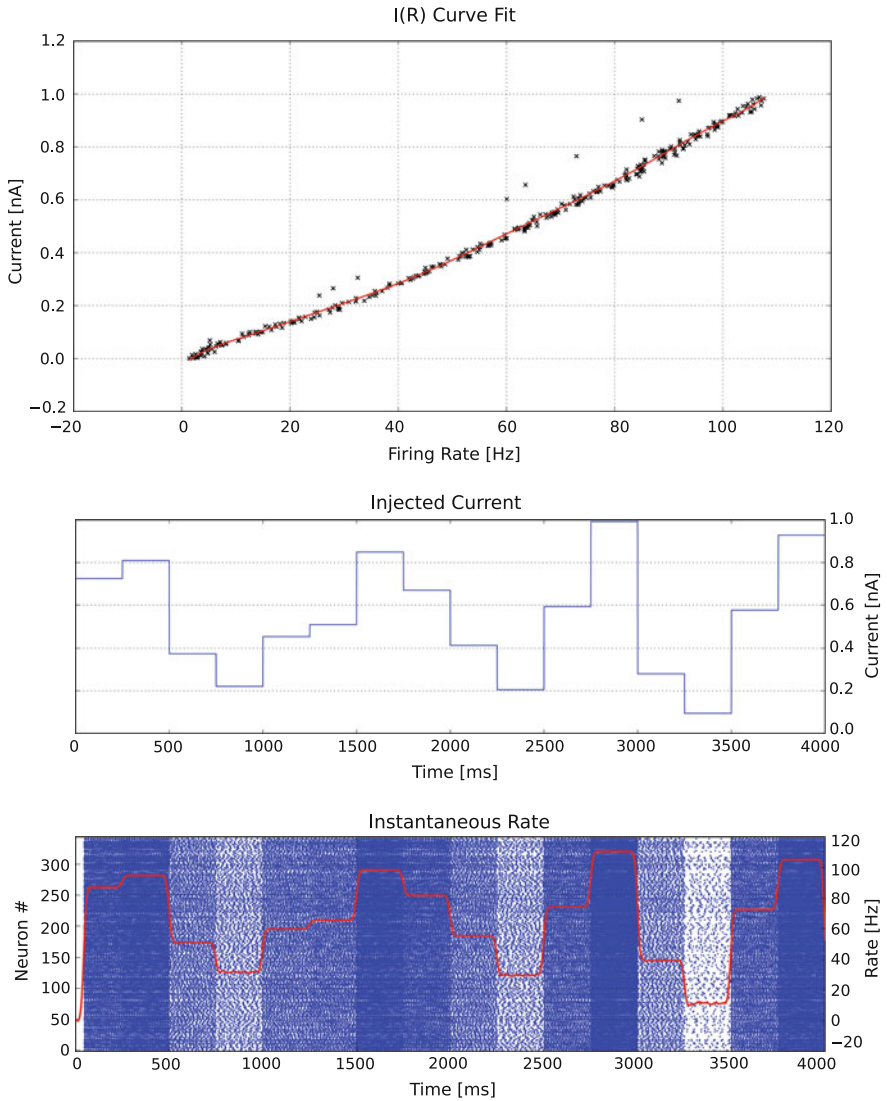 I(R) Curve Fit
1.2
1.0
0.8
0.6
0.4
0.2
0.0
−0.2
Current [nA]
−20 0 20 40 60 80 100 120
Firing Rate [Hz]
Injected Current
1.0
0.8
0.6
0.4
0.2
0.0
Current [nA]
0 500 1000 1500 2000 2500 3000 3500 4000
Time [ms]
Instantaneous Rate
300
250
200
150
100
50
0
Neuron #
120
100
80
60
40
20
0
−20
Rate [Hz]
0 500 1000 1500 2000 2500 3000 3500 4000
Time [ms]